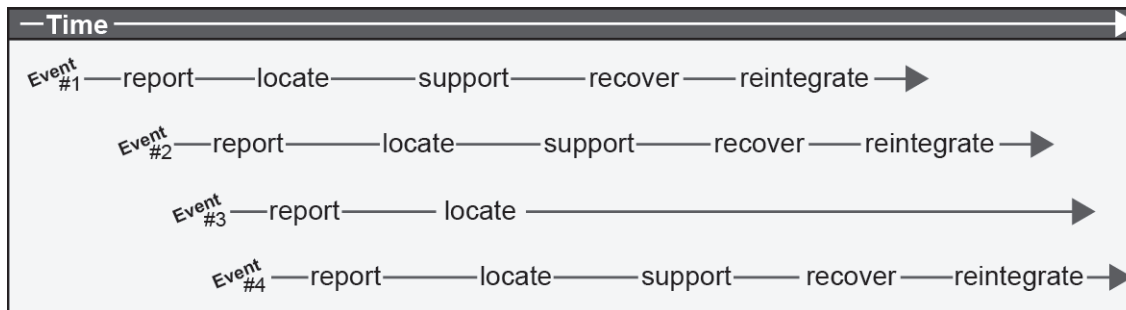 Time
Event #1 report locate support recover reintegrate
Event #2 report locate support recover reintegrate
Event #3 report locate
Event #4 report locate support recover reintegrate